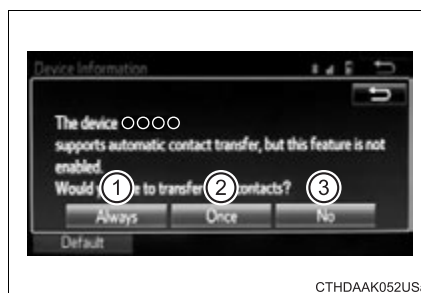 Device Information
The device ○○○○
supports automatic contact transfer, but this feature is not
enabled.
Would to transfer contacts?
1 2 3
Always Once No
Default
CTHDAAK052US